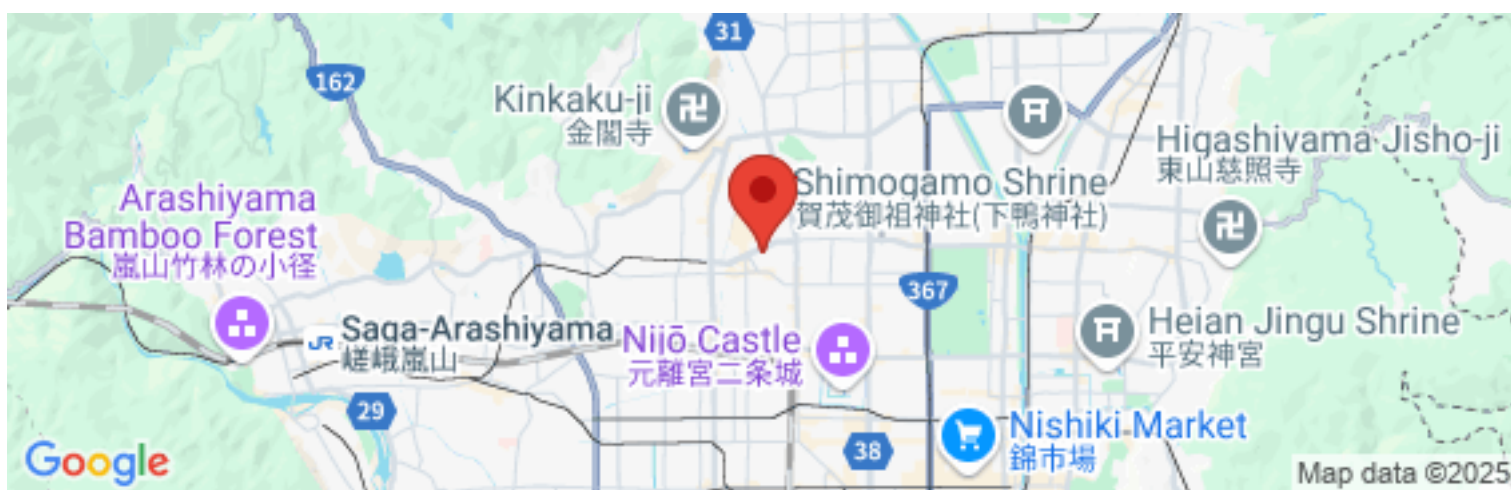 31
162
Kinkaku-ji
金閣寺
Higashiyama Jisho-ji
東山慈照寺
Shimogamo Shrine
賀茂御祖神社(下鴨神社)
Arashiyama
Bamboo Forest
嵐山竹林の小径
367
JR
Saga-Arashiyama
嵯峨嵐山
Nijō Castle
元離宮二条城
Heian Jingu Shrine
平安神宮
29
Nishiki Market
錦市場
38
Google
Map data ©2025